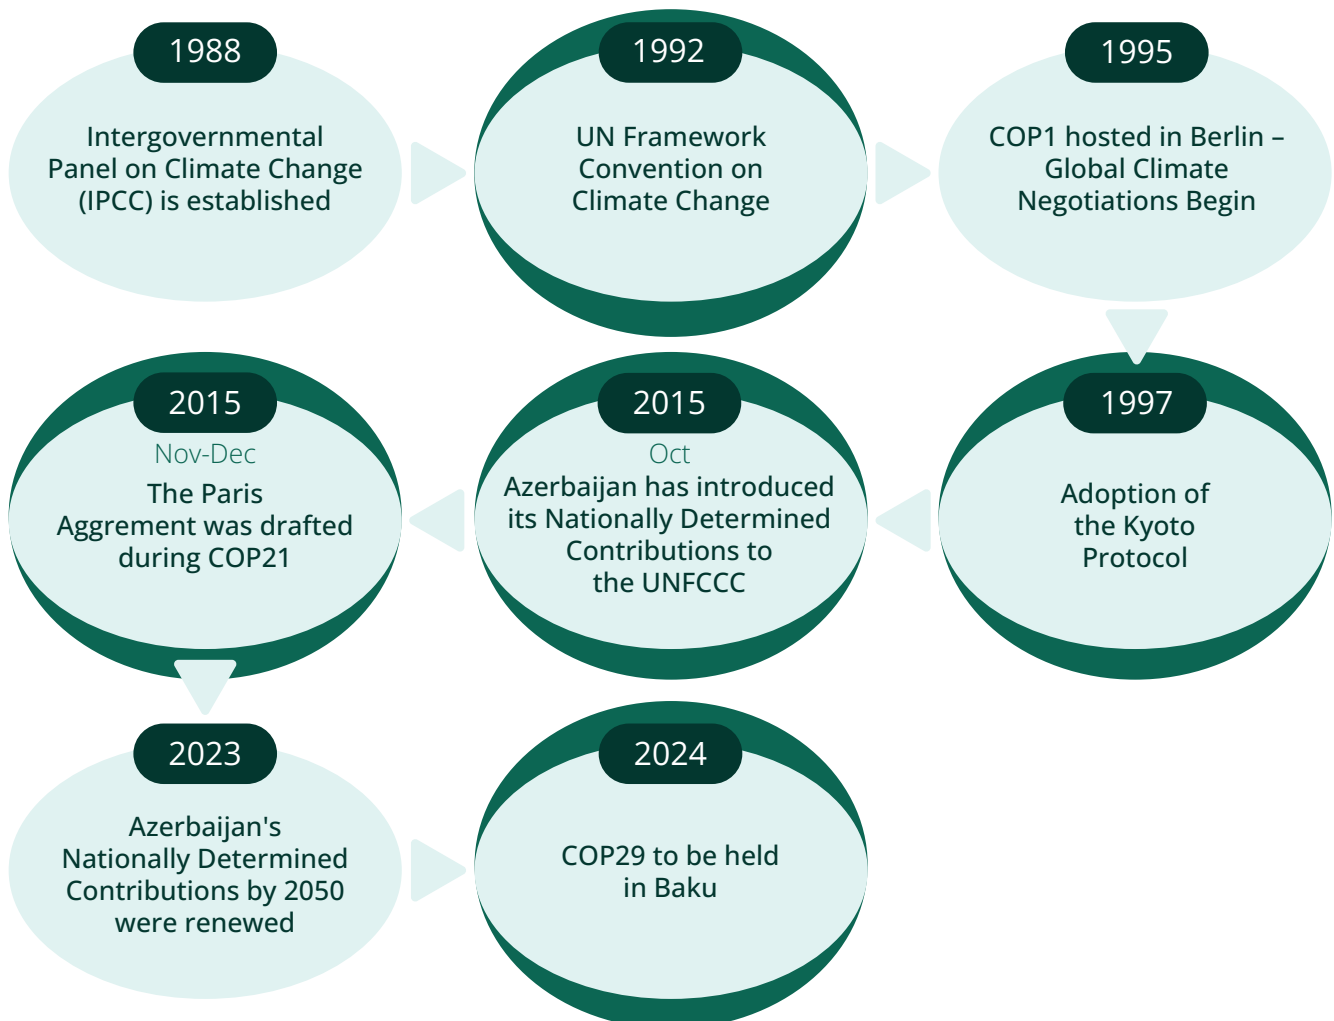 1988
Intergovernmental
Panel on Climate Change
(IPCC) is established
1992
UN Framework
Convention on
Climate Change
1995
COP1 hosted in Berlin –
Global Climate
Negotiations Begin
1997
Adoption of
the Kyoto
Protocol
2015
Oct
Azerbaijan has introduced
its Nationally Determined
Contributions to
the UNFCCC
2015
Nov-Dec
The Paris
Aggrement was drafted
during COP21
2023
Azerbaijan's
Nationally Determined
Contributions by 2050
were renewed
2024
COP29 to be held
in Baku